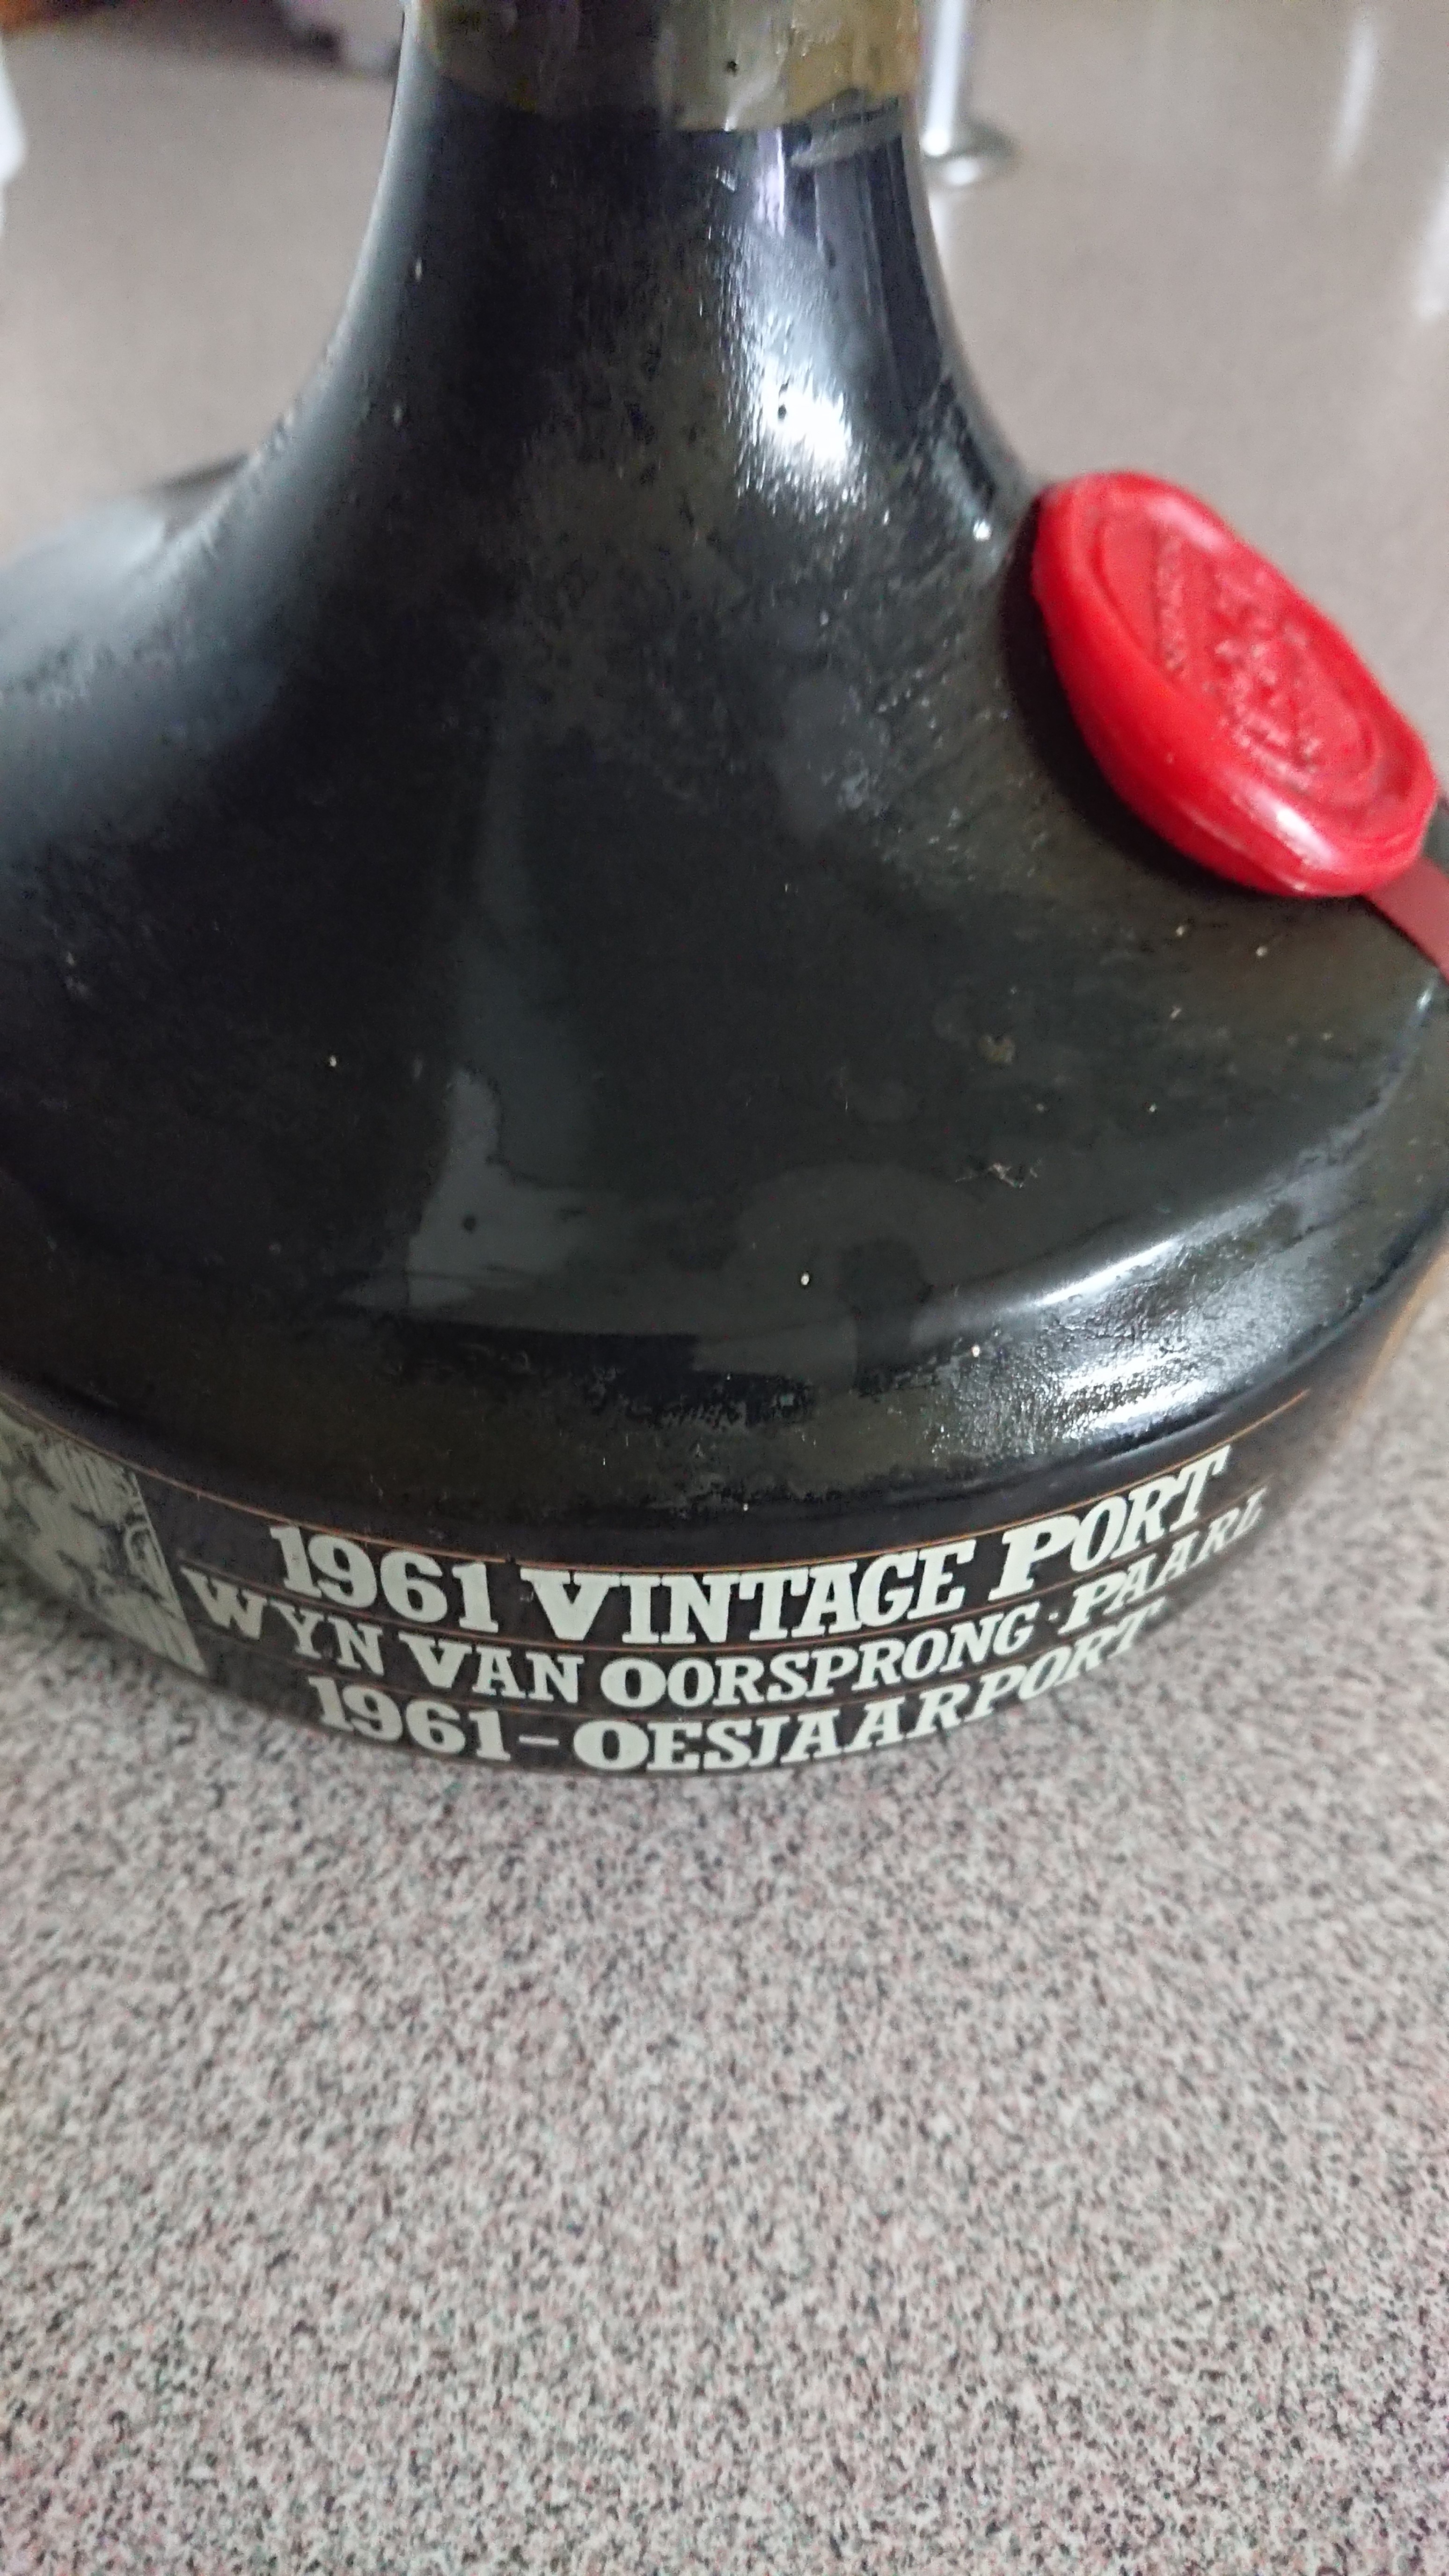 1961 VINTAGE PORT
WYN VAN OORSPRONG · PAARL
1961-OESJAARPORT